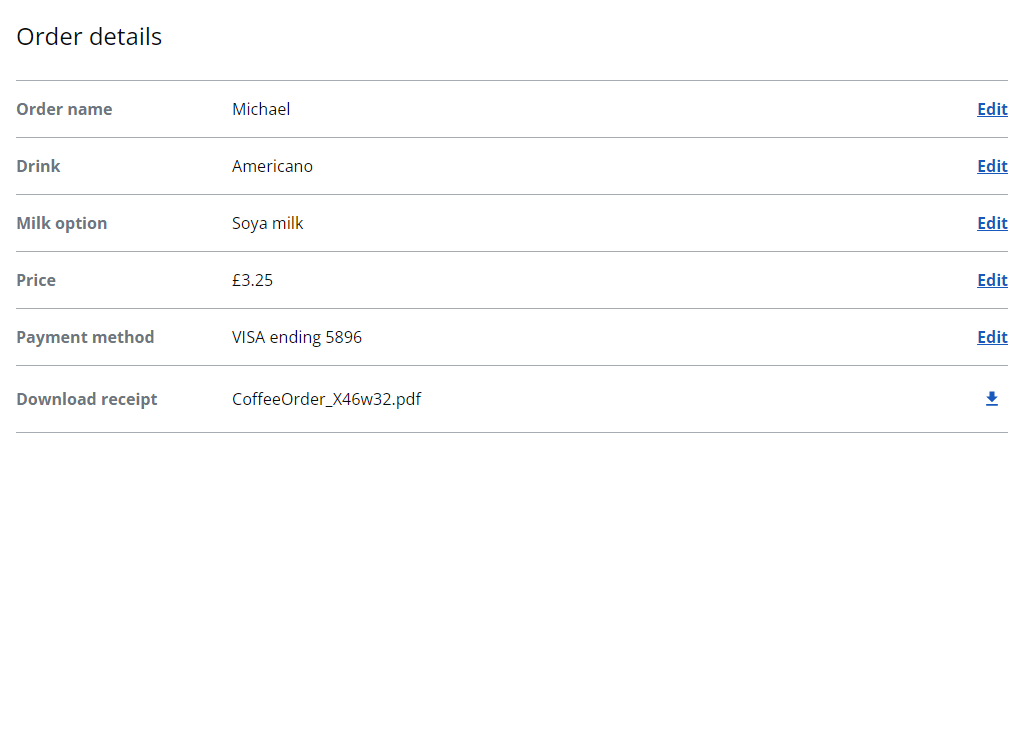 Order details
Order name Michael Edit
Drink Americano Edit
Milk option Soya milk Edit
Price £3.25 Edit
Payment method VISA ending 5896 Edit
Download receipt CoffeeOrder_X46w32.pdf